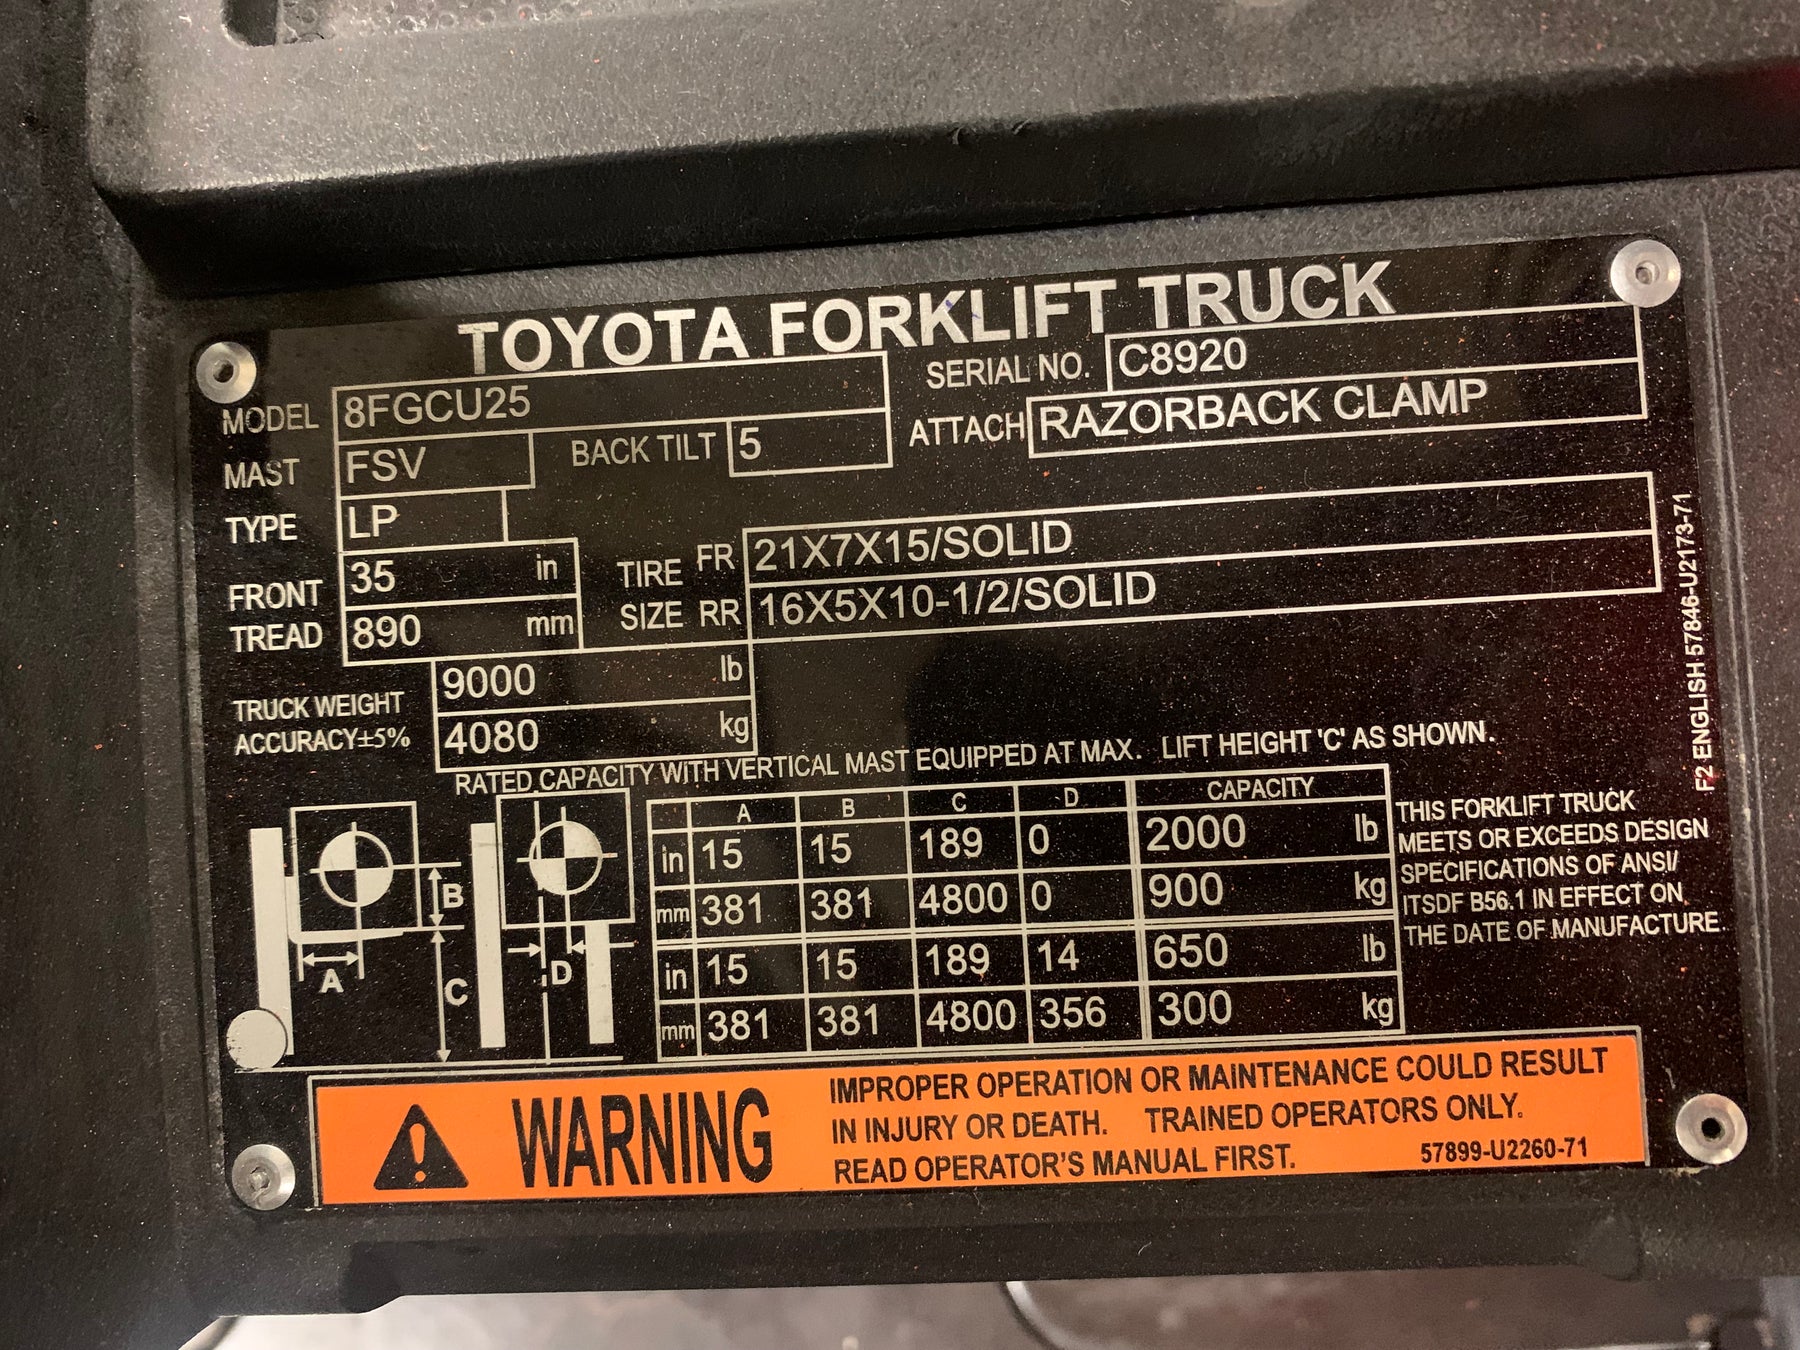 TOYOTA FORKLIFT TRUCK
MODEL 8FGCU25 SERIAL NO. C8920
MAST FSV BACK TILT 5 ATTACH RAZORBACK CLAMP
TYPE LP
FRONT TREAD 35 in
890 mm
TIRE SIZE FR 21X7X15/SOLID
RR 16X5X10-1/2/SOLID
TRUCK WEIGHT 9000 lb
ACCURACY±5% 4080 kg
RATED CAPACITY WITH VERTICAL MAST EQUIPPED AT MAX. LIFT HEIGHT 'C' AS SHOWN.
A B C D CAPACITY
in 15 15 189 0 2000 lb
mm 381 381 4800 0 900 kg
in 15 15 189 14 650 lb
mm 381 381 4800 356 300 kg
B
A
C
D
THIS FORKLIFT TRUCK
MEETS OR EXCEEDS DESIGN
SPECIFICATIONS OF ANSI/
ITSDF B56.1 IN EFFECT ON
THE DATE OF MANUFACTURE.
F2 ENGLISH 57846-U2173-71
WARNING
IMPROPER OPERATION OR MAINTENANCE COULD RESULT
IN INJURY OR DEATH. TRAINED OPERATORS ONLY.
READ OPERATOR'S MANUAL FIRST. 57899-U2260-71